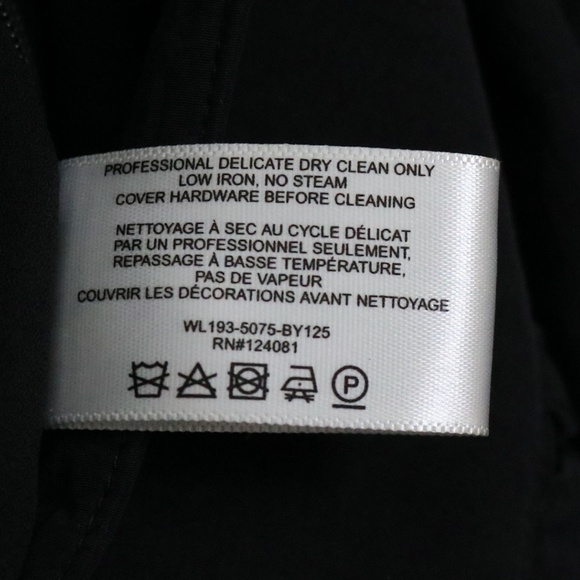 PROFESSIONAL DELICATE DRY CLEAN ONLY
LOW IRON, NO STEAM
COVER HARDWARE BEFORE CLEANING
NETTOYAGE À SEC AU CYCLE DÉLICAT
PAR UN PROFESSIONNEL SEULEMENT,
REPASSAGE À BASSE TEMPÉRATURE,
PAS DE VAPEUR
COUVRIR LES DÉCORATIONS AVANT NETTOYAGE
WL193-5075-BY125
RN#124081
P